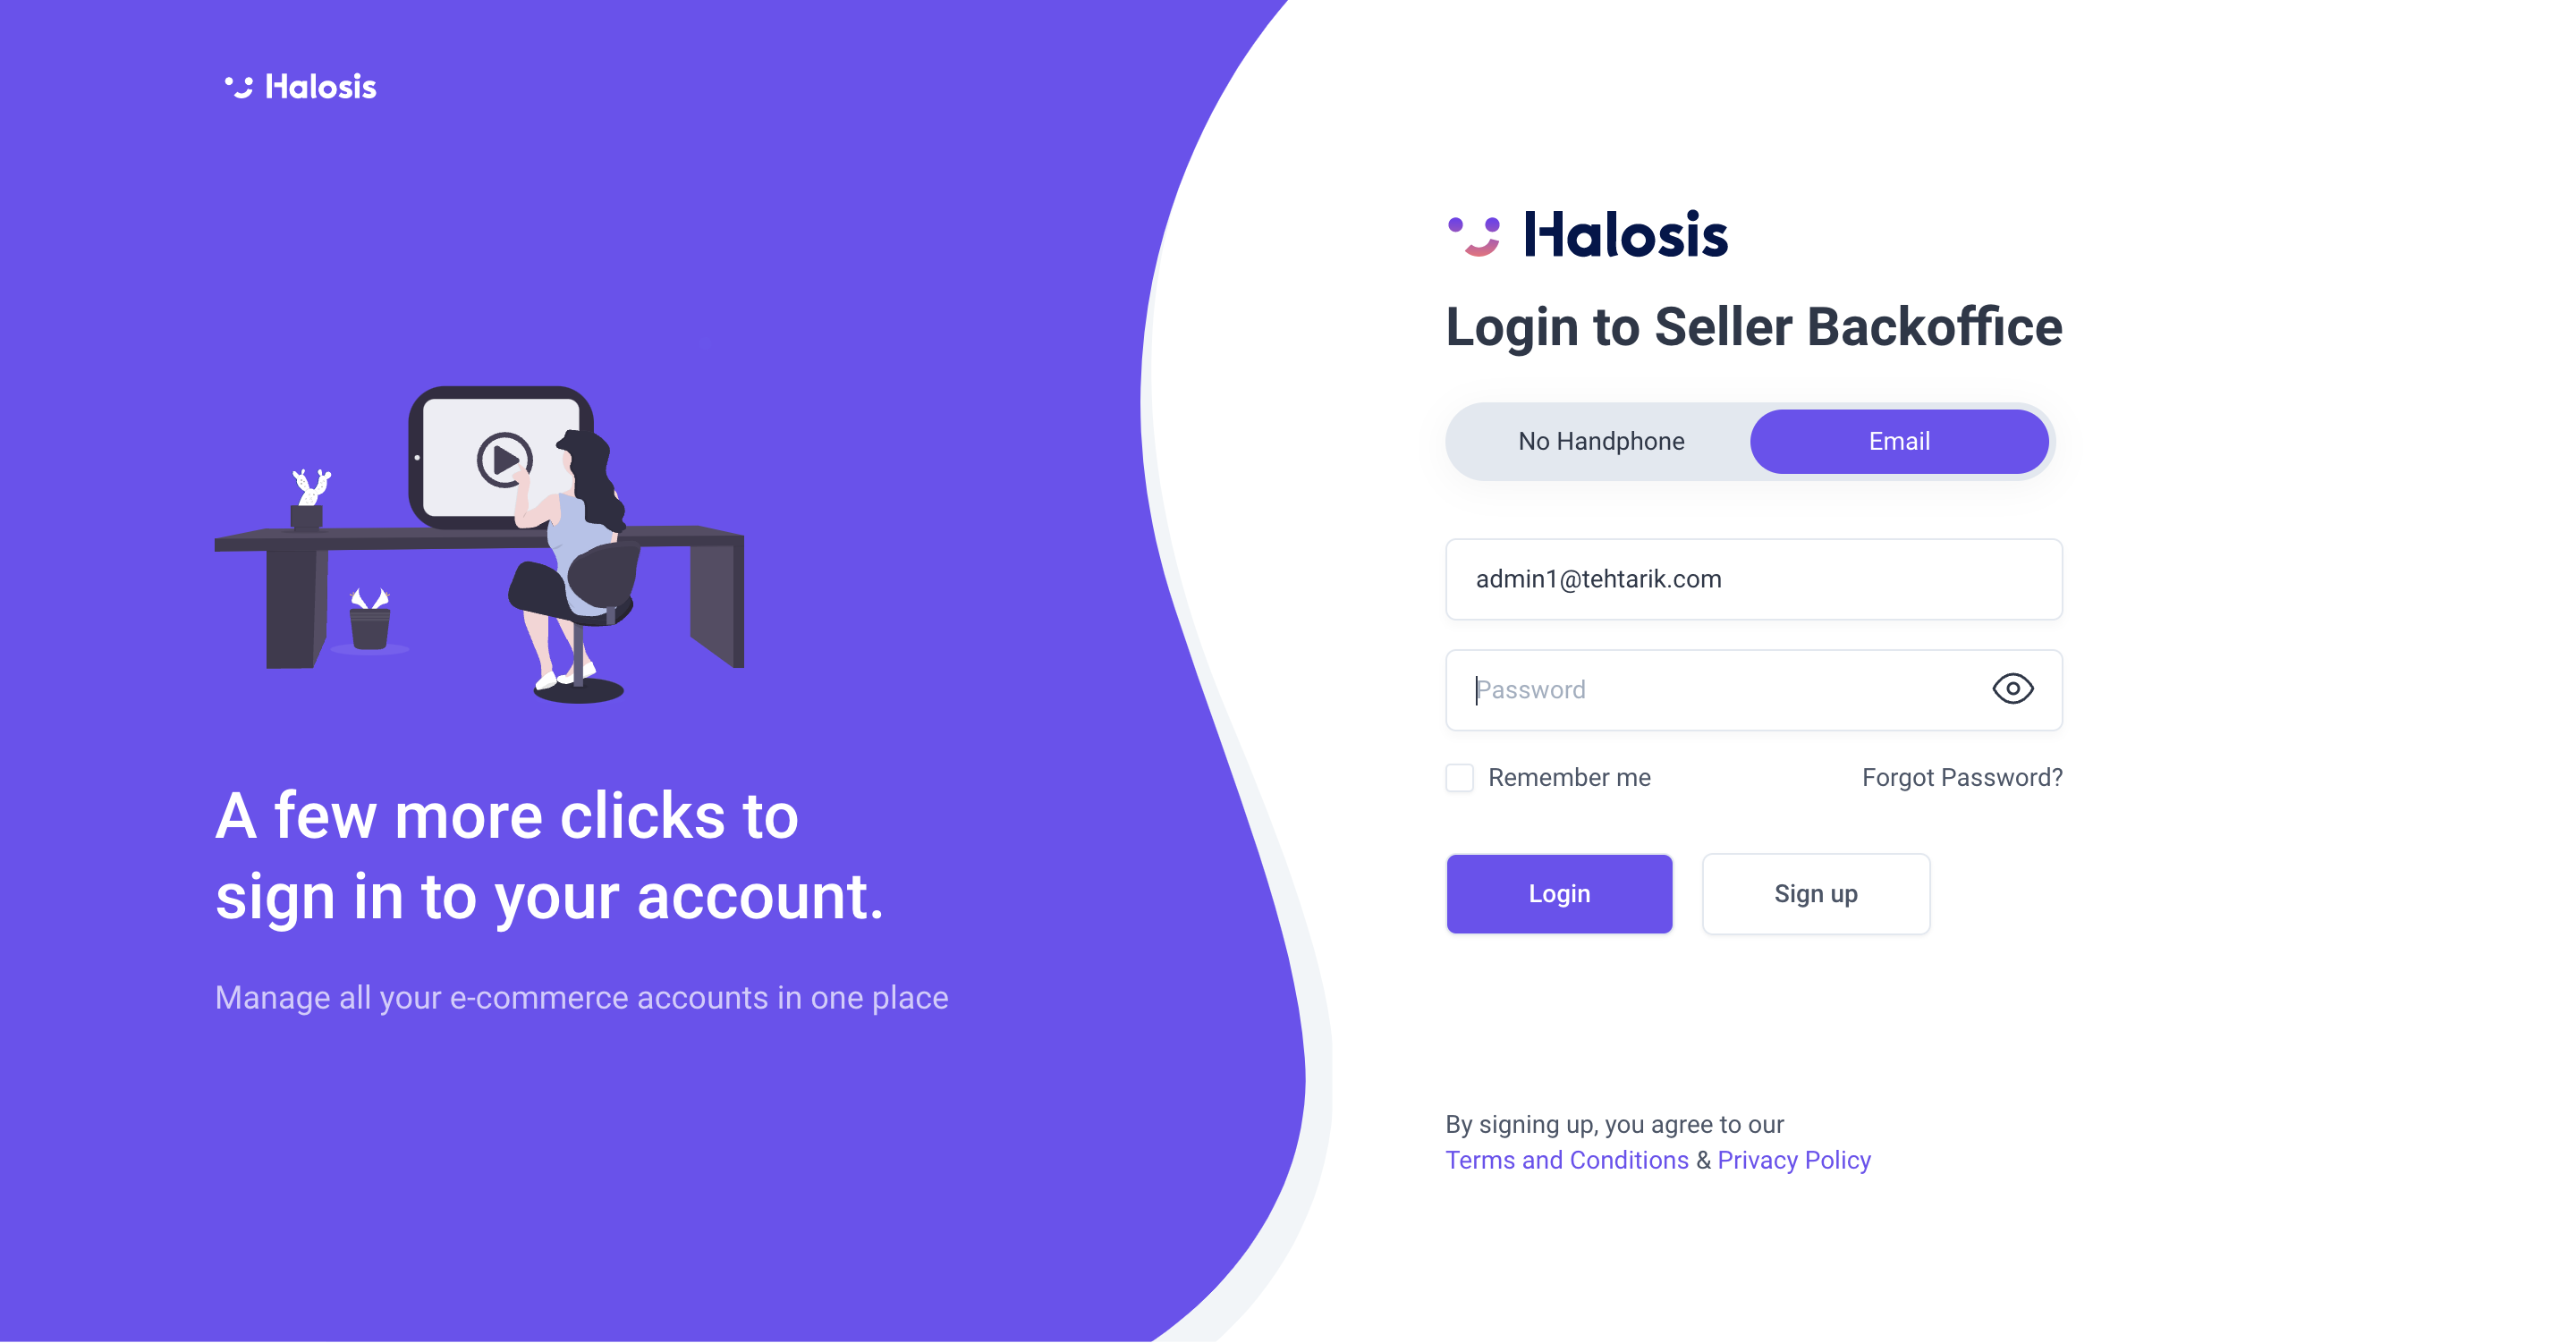 Halosis
A few more clicks to
sign in to your account.
Manage all your e-commerce accounts in one place
Halosis
Login to Seller Backoffice
No Handphone
Email
admin1@tehtarik.com
Password
Remember me
Forgot Password?
Login
Sign up
By signing up, you agree to our
Terms and Conditions & Privacy Policy